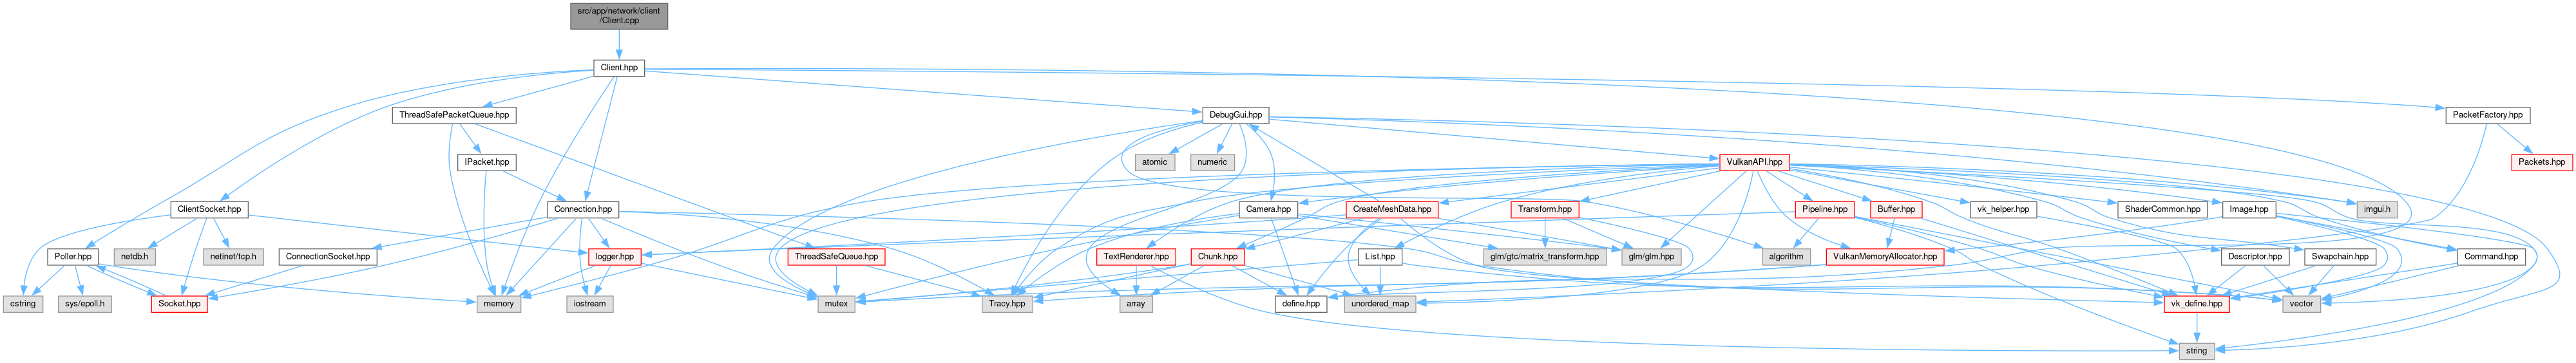 src/app/network/client
/Client.cpp
Client.hpp
ThreadSafePacketQueue.hpp
DebugGui.hpp
PacketFactory.hpp
IPacket.hpp
atomic
numeric
VulkanAPI.hpp
Packets.hpp
ClientSocket.hpp
Connection.hpp
Camera.hpp
CreateMeshData.hpp
Transform.hpp
Pipeline.hpp
Buffer.hpp
vk_helper.hpp
ShaderCommon.hpp
Image.hpp
imgui.h
Poller.hpp
netdb.h
netinet/tcp.h
ConnectionSocket.hpp
logger.hpp
ThreadSafeQueue.hpp
TextRenderer.hpp
Chunk.hpp
List.hpp
glm/gtc/matrix_transform.hpp
glm/glm.hpp
algorithm
VulkanMemoryAllocator.hpp
Descriptor.hpp
Swapchain.hpp
Command.hpp
cstring
sys/epoll.h
Socket.hpp
memory
iostream
mutex
Tracy.hpp
array
define.hpp
unordered_map
vk_define.hpp
vector
string